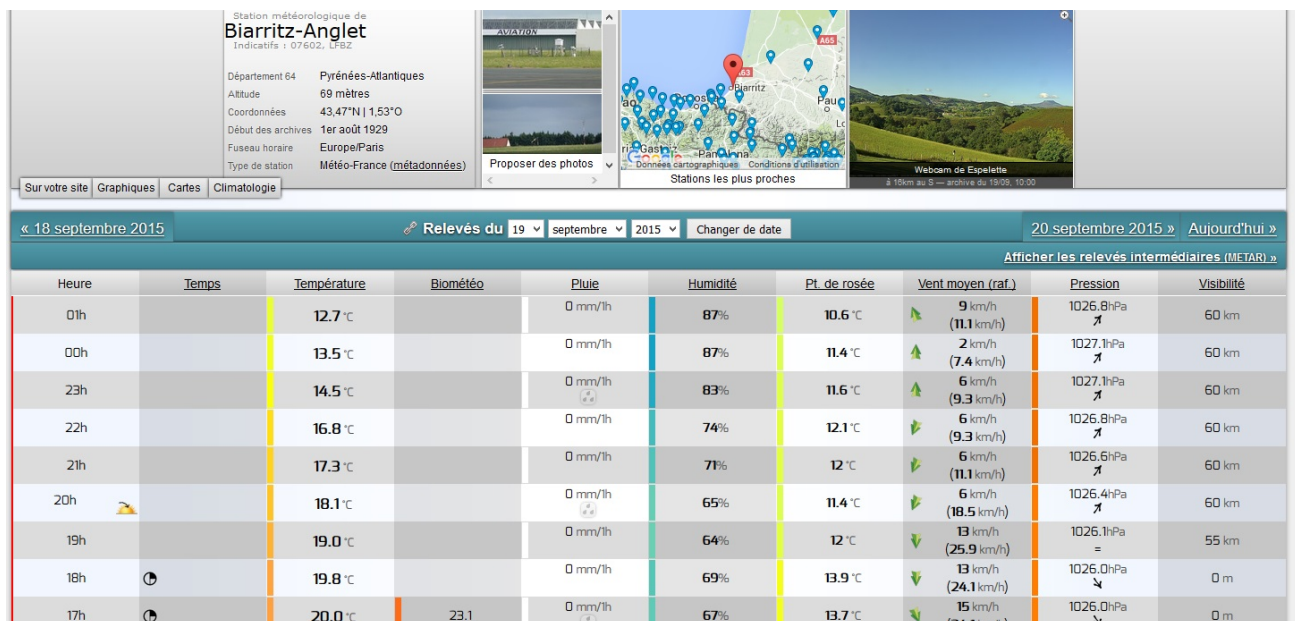 Station météorologique de
Biarritz-Anglet
Indicatifs : 07602, LFBZ
Département 64 Pyrénées-Atlantiques
Altitude 69 mètres
Coordonnées 43,47°N | 1,53°O
Début des archives 1er août 1929
Fuseau horaire Europe/Paris
Type de station Météo-France (métadonnées)
AVIATION
Proposer des photos
A65
A63
Biarritz
Pau
Données cartographiques Conditions d'utilisation
Stations les plus proches
Webcam de Espelette
à 15km au S — archive du 19/09, 10:00
Sur votre site Graphiques Cartes Climatologie
« 18 septembre 2015 Relevés du 19 septembre 2015 Changer de date 20 septembre 2015 » Aujourd'hui »
Afficher les relevés intermédiaires (METAR) »
Heure Temps Température Biométéo Pluie Humidité Pt. de rosée Vent moyen (raf.) Pression Visibilité
01h 12.7 °C 0 mm/1h 87% 10.6 °C 9 km/h (11.1 km/h) 1026.8hPa 60 km
00h 13.5 °C 0 mm/1h 87% 11.4 °C 2 km/h (7.4 km/h) 1027.1hPa 60 km
23h 14.5 °C 0 mm/1h 83% 11.6 °C 6 km/h (9.3 km/h) 1027.1hPa 60 km
22h 16.8 °C 0 mm/1h 74% 12.1 °C 6 km/h (9.3 km/h) 1026.8hPa 60 km
21h 17.3 °C 0 mm/1h 71% 12 °C 6 km/h (11.1 km/h) 1026.6hPa 60 km
20h 18.1 °C 0 mm/1h 65% 11.4 °C 6 km/h (18.5 km/h) 1026.4hPa 60 km
19h 19.0 °C 0 mm/1h 64% 12 °C 13 km/h (25.9 km/h) 1026.1hPa = 55 km
18h 19.8 °C 0 mm/1h 69% 13.9 °C 13 km/h (24.1 km/h) 1026.0hPa 0 m
17h 20.0 °C 23.1 0 mm/1h 67% 13.7 °C 15 km/h 1026.0hPa 0 m